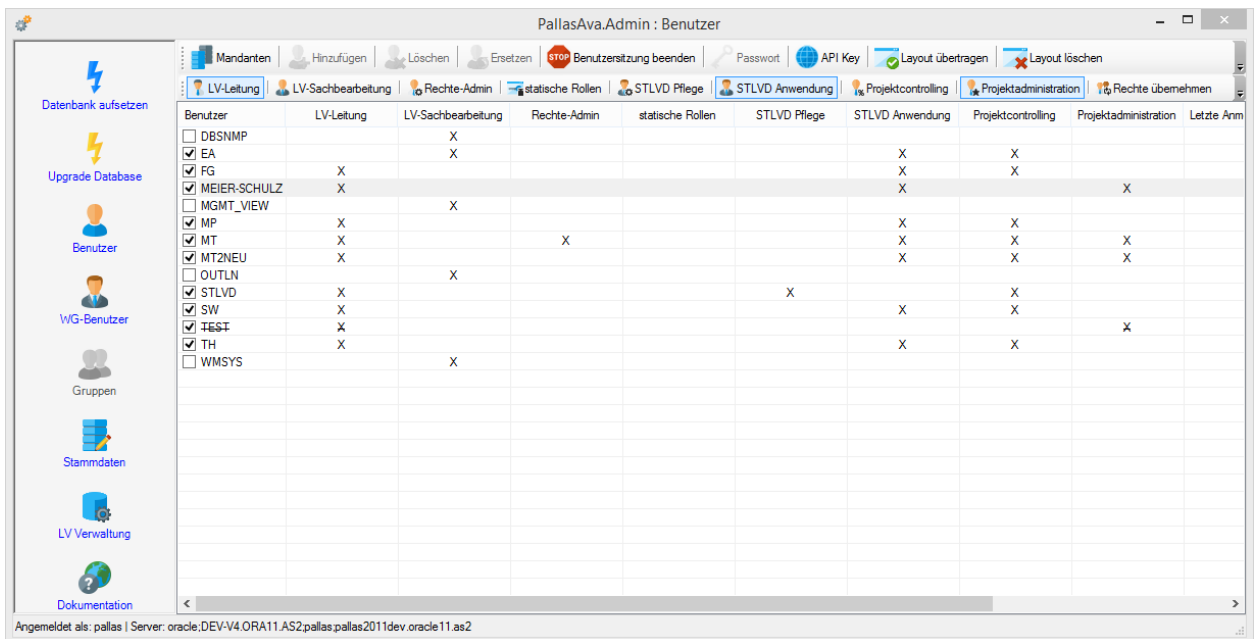 PallasAva.Admin : Benutzer
Mandanten Hinzufügen Löschen Ersetzen STOP Benutzersitzung beenden Passwort API Key Layout übertragen Layout löschen
LV-Leitung LV-Sachbearbeitung Rechte-Admin statische Rollen STLVD Pflege STLVD Anwendung Projektcontrolling Projektadministration Rechte übernehmen
Datenbank aufsetzen
Upgrade Database
Benutzer
WG-Benutzer
Gruppen
Stammdaten
LV Verwaltung
Dokumentation
Benutzer LV-Leitung LV-Sachbearbeitung Rechte-Admin statische Rollen STLVD Pflege STLVD Anwendung Projektcontrolling Projektadministration Letzte Anm
DBSNMP X
EA X X X
FG X X X
MEIER-SCHULZ X X X
MGMT_VIEW X
MP X X X
MT X X X X X
MT2NEU X X X X
OUTLN X
STLVD X X X
SW X X X
TEST X X
TH X X X
WMSYS X
Angemeldet als: pallas | Server: oracle;DEV-V4.ORA11.AS2;pallas;pallas2011dev.oracle11.as2